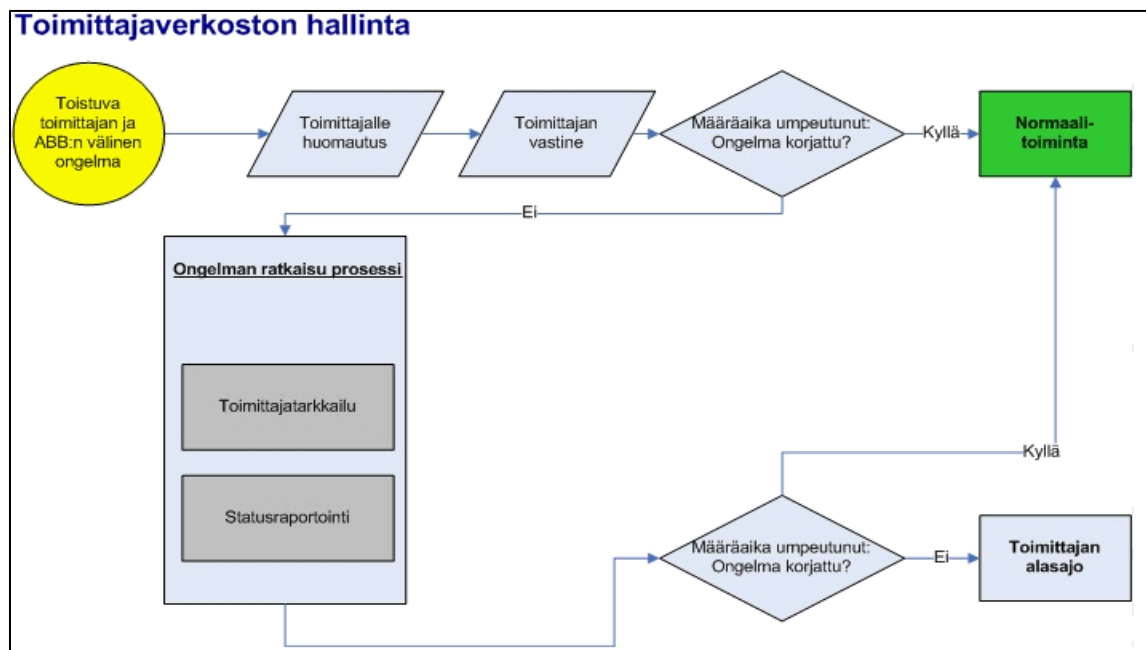 Toimittajaverkoston hallinta
Toistuva
toimittajan ja
ABB:n välinen
ongelma
Toimittajalle
huomautus
Toimittajan
vastine
Määräaika umpeutunut:
Ongelma korjattu?
Kyllä
Normaali-
toiminta
Ei
Ongelman ratkaisu prosessi
Toimittajatarkkailu
Statusraportointi
Määräaika umpeutunut:
Ongelma korjattu?
Kyllä
Ei
Toimittajan
alasajo